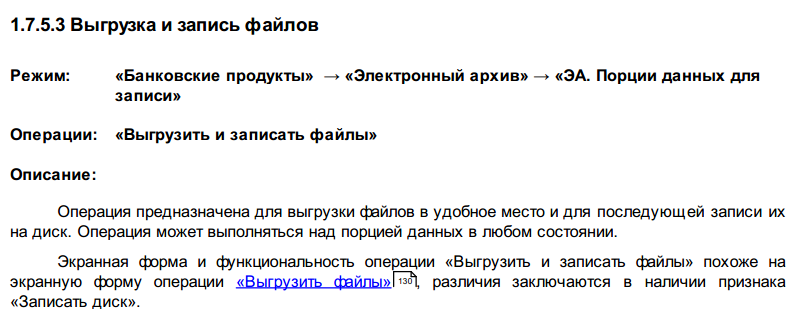 1.7.5.3 Выгрузка и запись файлов
Режим: «Банковские продукты» → «Электронный архив» → «ЭА. Порции данных для
записи»
Операции: «Выгрузить и записать файлы»
Описание:
Операция предназначена для выгрузки файлов в удобное место и для последующей записи их
на диск. Операция может выполняться над порцией данных в любом состоянии.
Экранная форма и функциональность операции «Выгрузить и записать файлы» похоже на
экранную форму операции «Выгрузить файлы» 130, различия заключаются в наличии признака
«Записать диск».